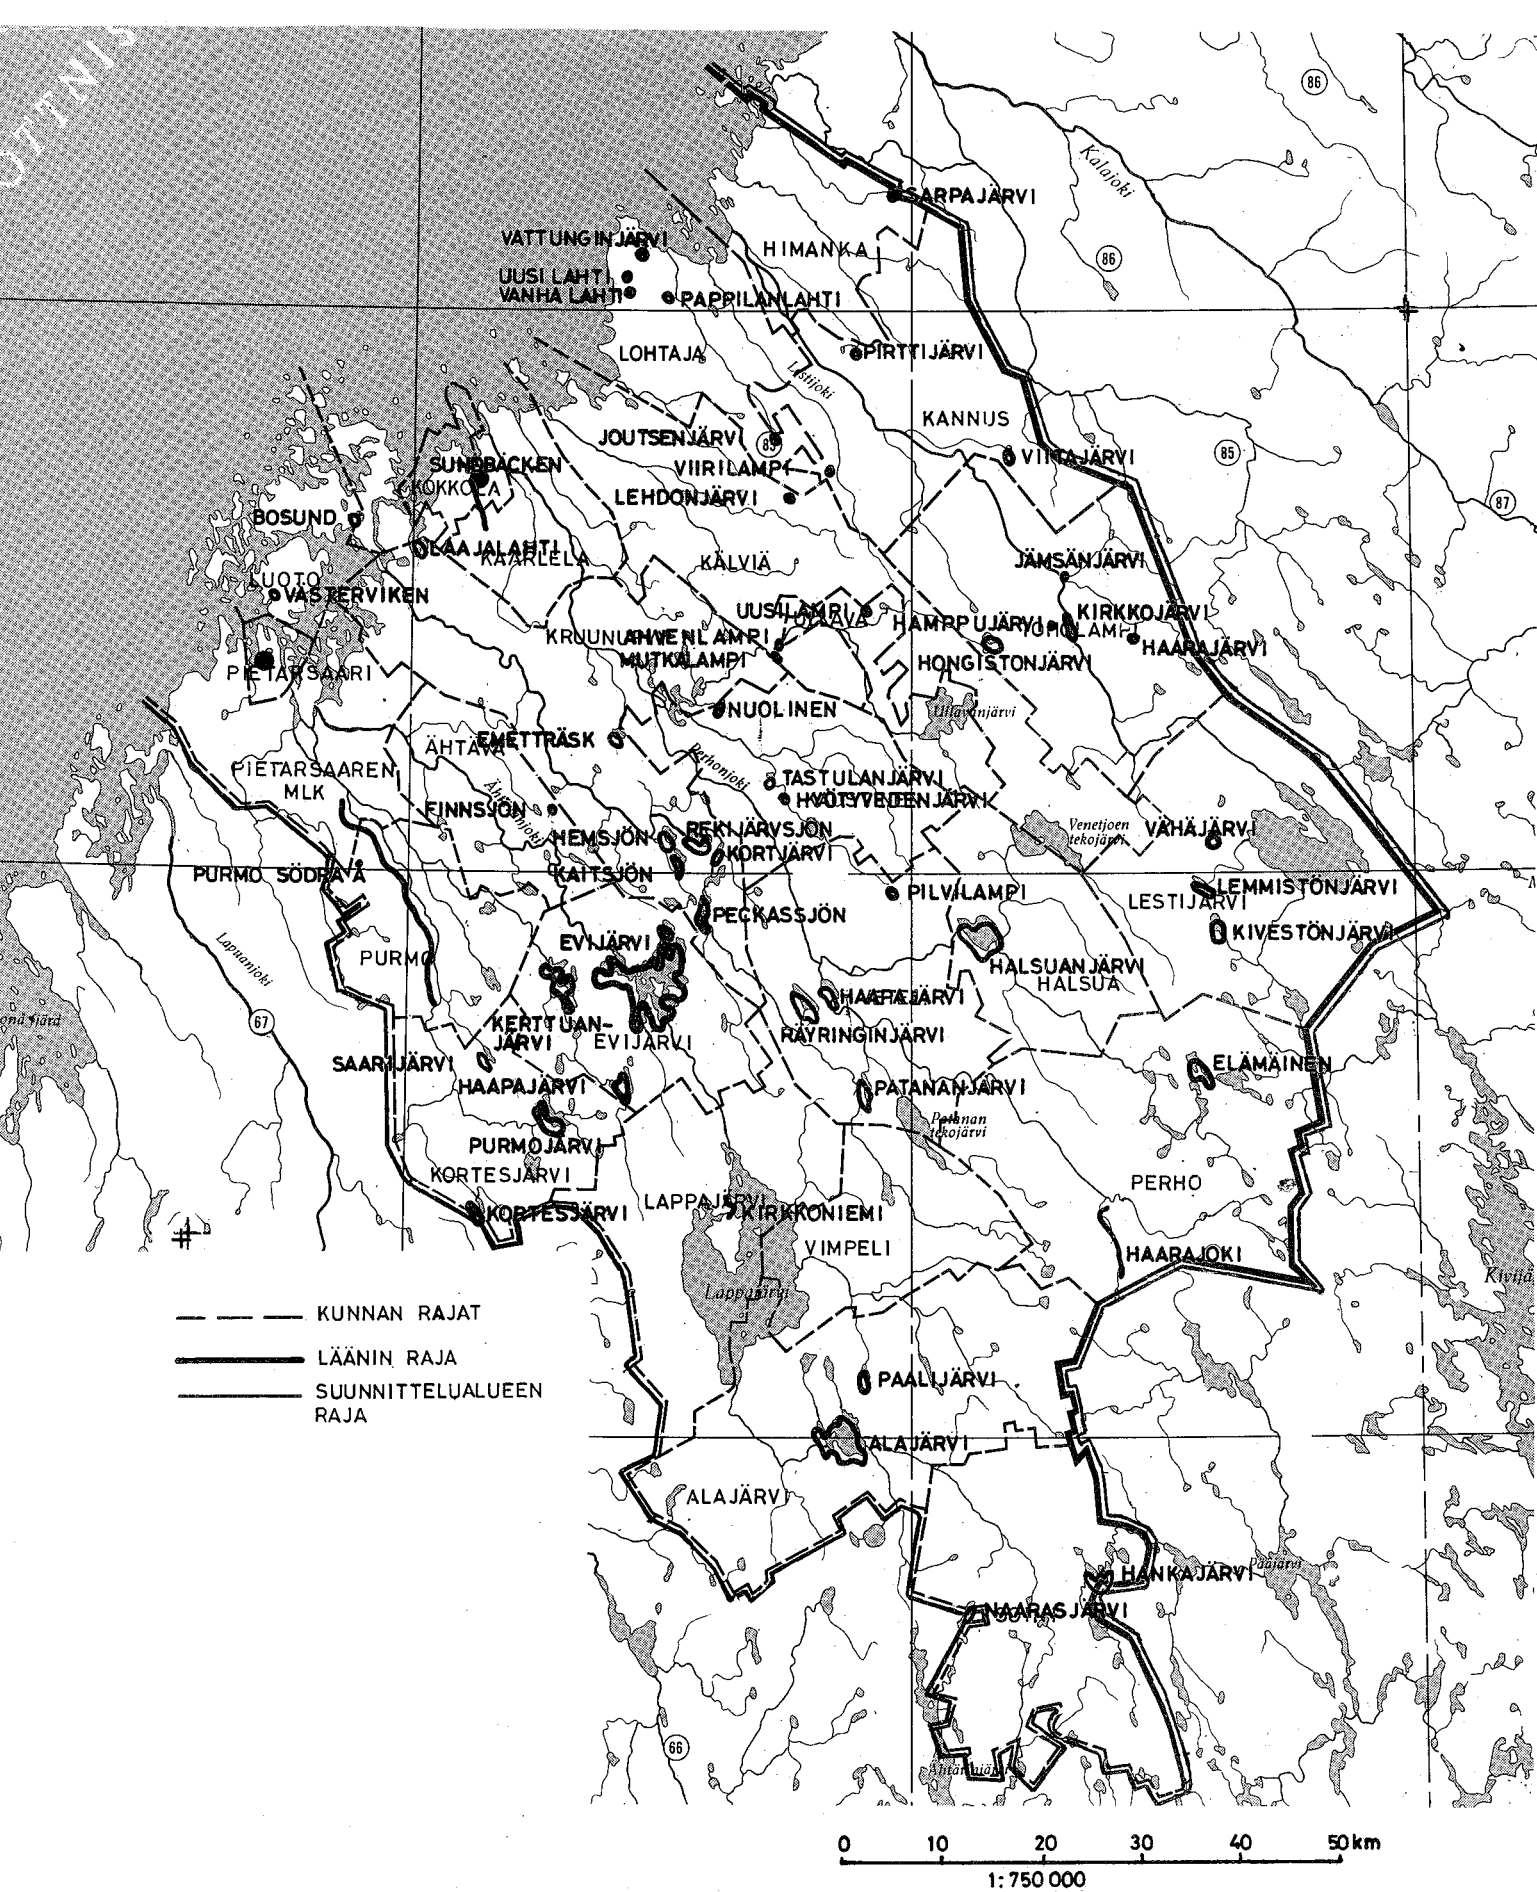 OTTNIS
86
Kalajoki
SARPAJÄRVI
VATTUNGINJÄRVI
HIMANKA
86
UUSI LAHTI
VANHA LAHTI
PAPPILANLAHTI
LOHTAJA
PIRTTIJÄRVI
Lestijoki
KANNUS
JOUTSENJÄRVI
85
VIITAJÄRVI
85
SUNDBÄCKEN
VIIRILAMPI
KOKKOLA
LEHDONJÄRVI
87
BOSUND
LAAJALAHTI
KAARLELA
KÄLVIÄ
JÄMSÄNJÄRVI
LUOTO
VÄSTERVIKEN
UUSILAMPI
ULLAVA
HAMPPUJÄRVI
KIRKKOJÄRVI
TOHOLAMPI
AHVENLAMPI
HAARAJÄRVI
MUTKALAMPI
HONGISTONJÄRVI
PIETARSAARI
NUOLINEN
Ullavanjärvi
ÄHTÄVÄ
EMETTRÄSK
Perhonjoki
PIETARSAAREN
MLK
TASTULANJÄRVI
FINNSJÖN
Venetjoen
tekojärvi
VÄHÄJÄRVI
HEMSJÖN
REKIJÄRVSJÖN
KORTJÄRVI
KAITSJÖN
PURMO SÖDRA Å
PILVILAMPI
LEMMISTÖNJÄRVI
LESTIJÄRVI
PECKASSJÖN
KIVESTÖNJÄRVI
Lapuanjoki
EVIJÄRVI
PURMO
HALSUANJÄRVI
HALSUA
HAAPAJÄRVI
67
KERTTUAN-
JÄRVI
EVIJÄRVI
RÄYRINGINJÄRVI
SAARIJÄRVI
ELÄMÄINEN
HAAPAJÄRVI
PATANANJÄRVI
Patanan
tekojärvi
PURMOJÄRVI
KORTESJÄRVI
PERHO
LAPPAJÄRVI
KORTESJÄRVI
KIRKKONIEMI
VIMPELI
HAARAJOKI
Lappajärvi
KUNNAN RAJAT
LÄÄNIN RAJA
SUUNNITTELUALUEEN
RAJA
PAALIJÄRVI
ALAJÄRVI
ALAJÄRVI
HANKAJÄRVI
Pääjärvi
NAARASJÄRVI
66
Ähtärinjärvi
0 10 20 30 40 50 km
1:750 000